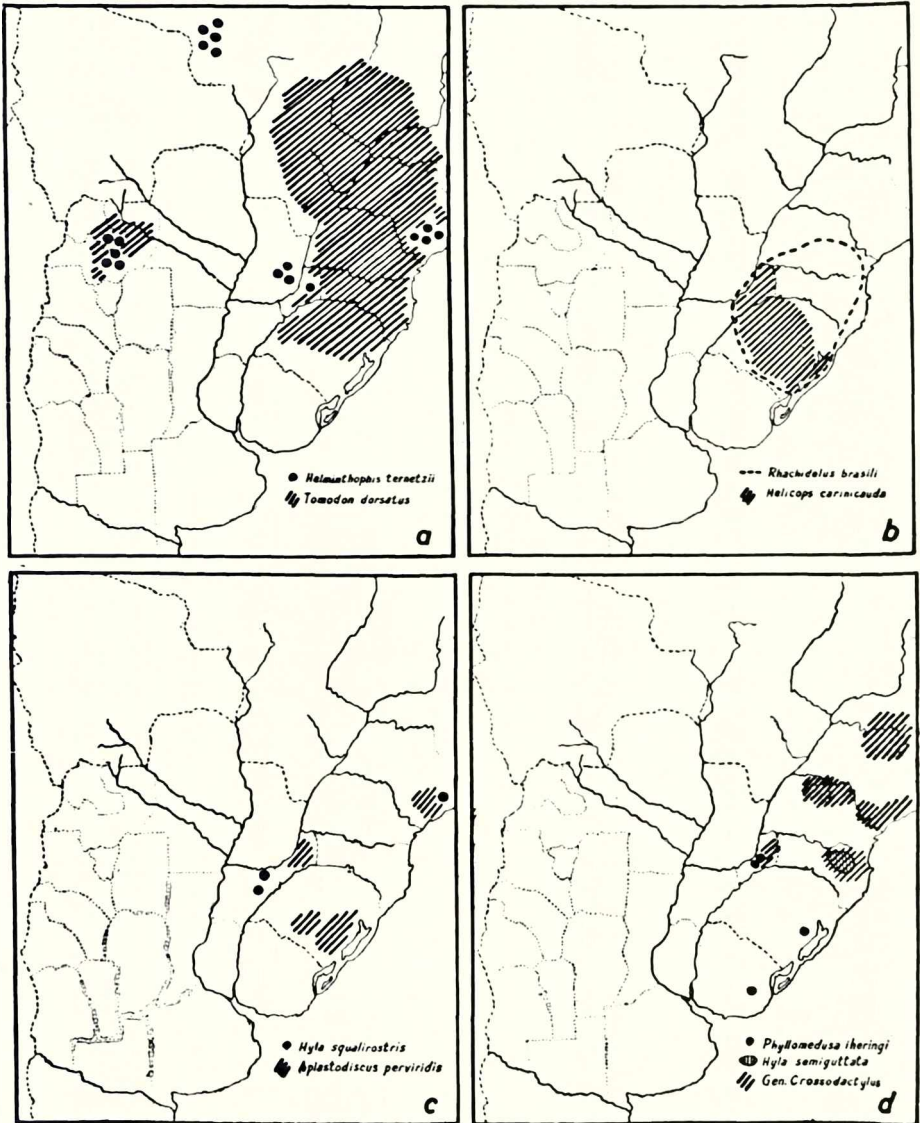 Helminthophis ternetzii
Tomodon dorsatus
a
Rhachidelus brasili
Helicops carinicauda
b
Hyla squalirostris
Aplastodiscus perviridis
c
Phyllomedusa iheringi
Hyla semiguttata
Gen. Crossodactylus
d